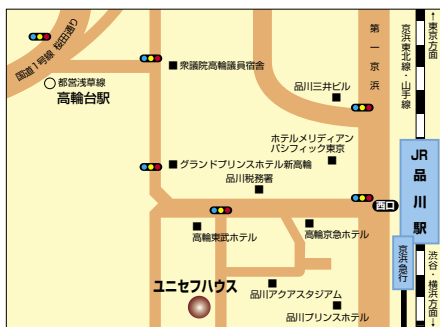 国道1号線 桜田通り
都営浅草線
高輪台駅
衆議院高輪議員宿舎
第一京浜
京浜東北線・山手線
↑東京方面
品川三井ビル
ホテルメリディアン
パシフィック東京
グランドプリンスホテル新高輪
品川税務署
JR品川駅
西口
高輪東武ホテル
高輪京急ホテル
京浜急行
渋谷・横浜方面→
ユニセフハウス
品川アクアスタジアム
品川プリンスホテル